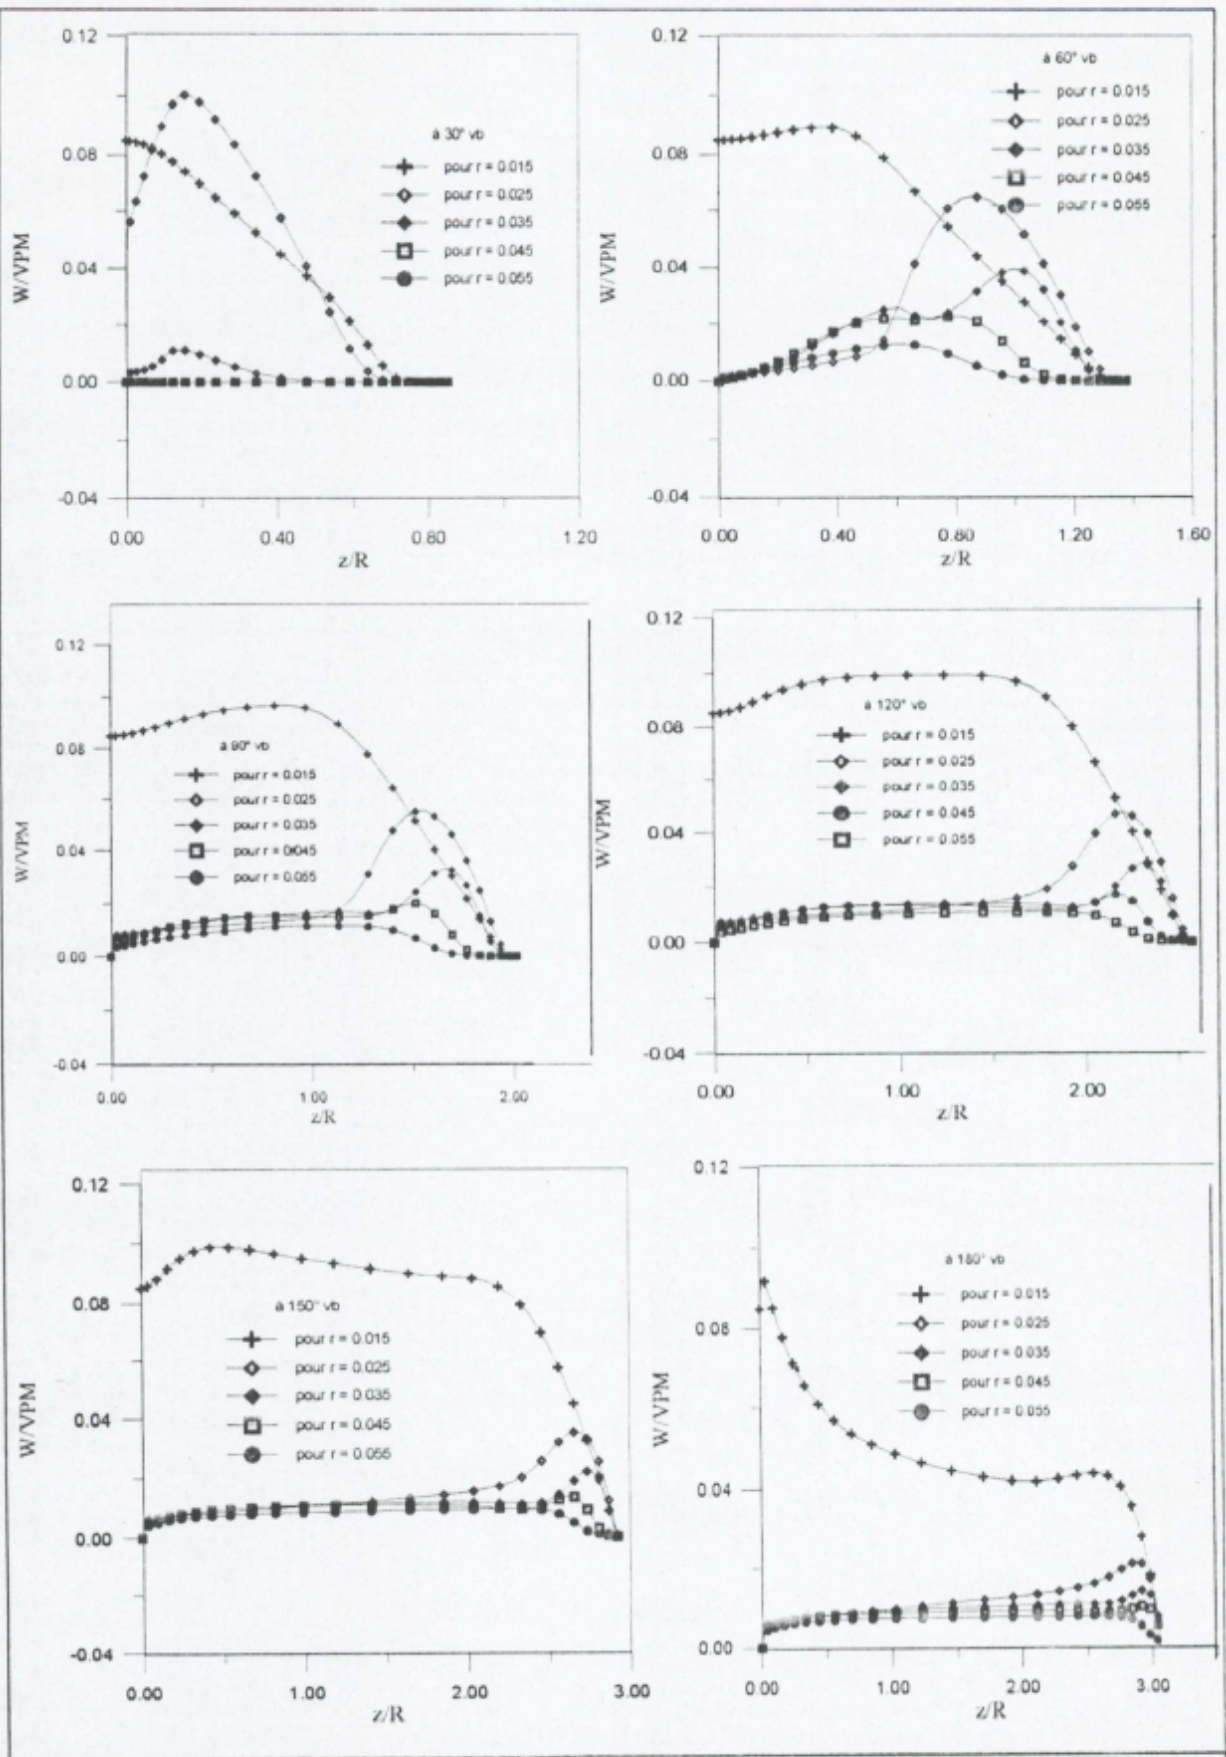 0.12
0.08
0.04
0.00
-0.04
W/VPM
à 30° vb
pour r = 0.015
pour r = 0.025
pour r = 0.035
pour r = 0.045
pour r = 0.055
0.00 0.40 0.80 1.20
z/R
0.12
0.08
0.04
0.00
-0.04
W/VPM
à 60° vb
pour r = 0.015
pour r = 0.025
pour r = 0.035
pour r = 0.045
pour r = 0.055
0.00 0.40 0.80 1.20 1.60
z/R
0.12
0.08
0.04
0.00
-0.04
W/VPM
à 90° vb
pour r = 0.015
pour r = 0.025
pour r = 0.035
pour r = 0.045
pour r = 0.055
0.00 1.00 2.00
z/R
0.12
0.08
0.04
0.00
-0.04
W/VPM
à 120° vb
pour r = 0.015
pour r = 0.025
pour r = 0.035
pour r = 0.045
pour r = 0.055
0.00 1.00 2.00
z/R
0.12
0.08
0.04
0.00
-0.04
W/VPM
à 150° vb
pour r = 0.015
pour r = 0.025
pour r = 0.035
pour r = 0.045
pour r = 0.055
0.00 1.00 2.00 3.00
z/R
0.12
0.08
0.04
0.00
W/VPM
à 180° vb
pour r = 0.015
pour r = 0.025
pour r = 0.035
pour r = 0.045
pour r = 0.055
0.00 1.00 2.00 3.00
z/R